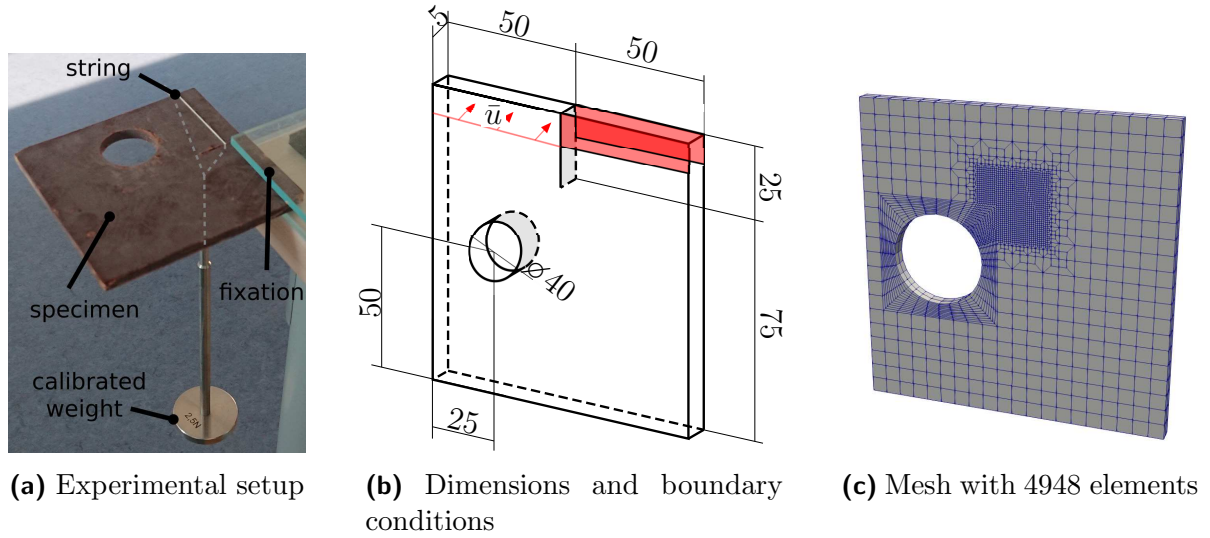 string
specimen
fixation
calibrated
weight
2.5N
5
50
50
ū
25
⌀40
50
75
25
(a) Experimental setup
(b) Dimensions and boundary
conditions
(c) Mesh with 4948 elements